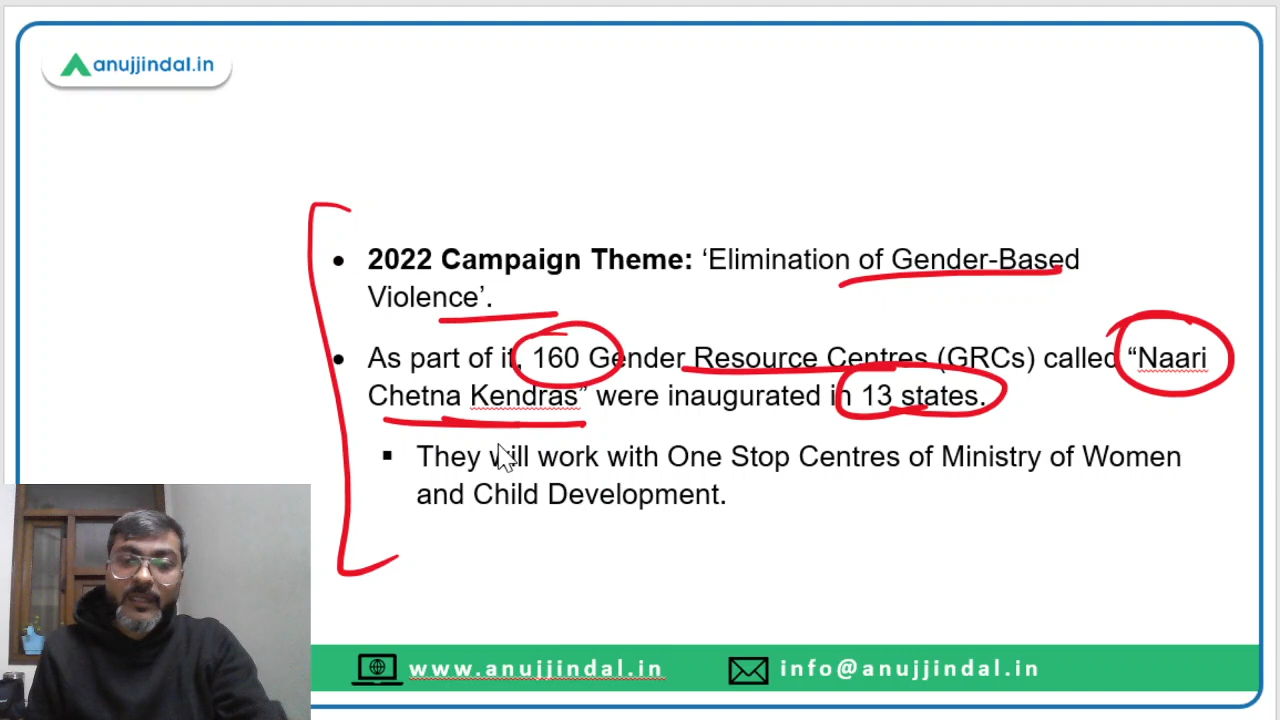 anujjindal.in
• 2022 Campaign Theme: ‘Elimination of Gender-Based
Violence’.
• As part of it, 160 Gender Resource Centres (GRCs) called “Naari
Chetna Kendras” were inaugurated in 13 states.
▪ They will work with One Stop Centres of Ministry of Women
and Child Development.
www.anujjindal.in
info@anujjindal.in